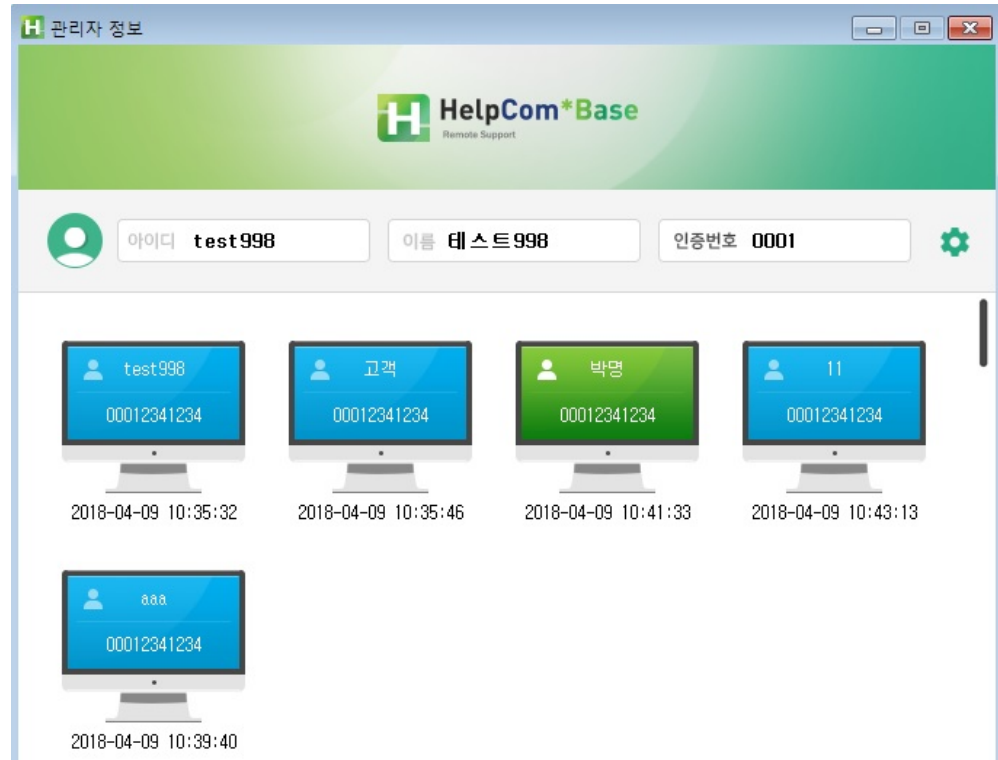 관리자 정보
HelpCom*Base
Remote Support
아이디 test998 이름 테스트998 인증번호 0001
test998 고객 박명 11
00012341234 00012341234 00012341234 00012341234
2018-04-09 10:35:32 2018-04-09 10:35:46 2018-04-09 10:41:33 2018-04-09 10:43:13
aaa
00012341234
2018-04-09 10:39:40